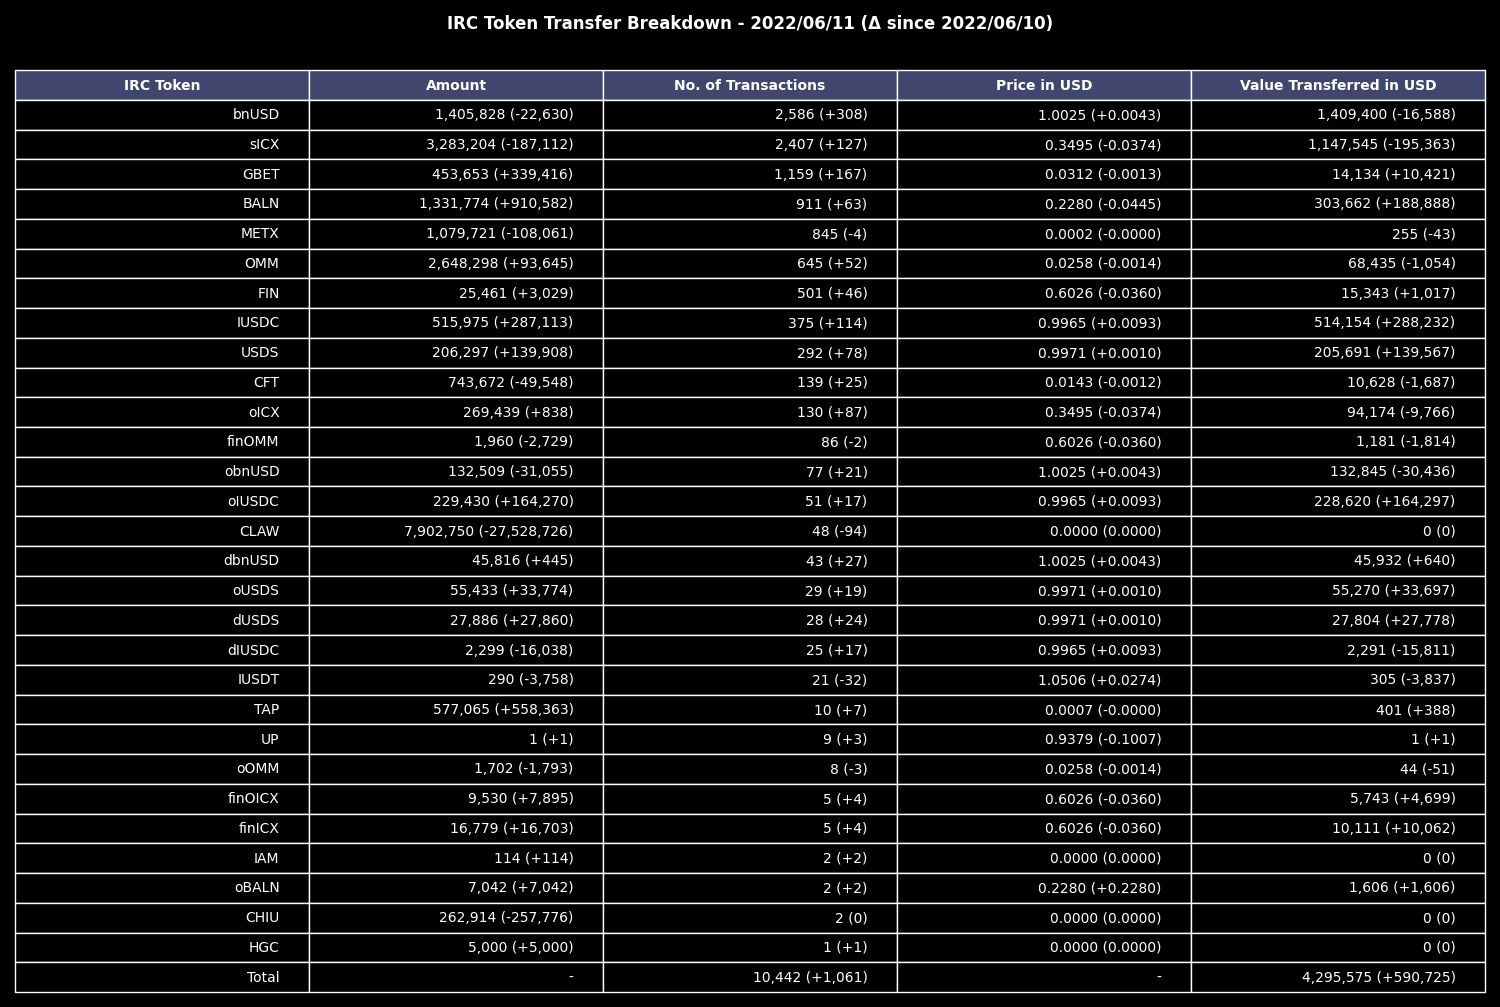 IRC Token Transfer Breakdown - 2022/06/11 (Δ since 2022/06/10)
IRC Token Amount No. of Transactions Price in USD Value Transferred in USD
bnUSD 1,405,828 (-22,630) 2,586 (+308) 1.0025 (+0.0043) 1,409,400 (-16,588)
sICX 3,283,204 (-187,112) 2,407 (+127) 0.3495 (-0.0374) 1,147,545 (-195,363)
GBET 453,653 (+339,416) 1,159 (+167) 0.0312 (-0.0013) 14,134 (+10,421)
BALN 1,331,774 (+910,582) 911 (+63) 0.2280 (-0.0445) 303,662 (+188,888)
METX 1,079,721 (-108,061) 845 (-4) 0.0002 (-0.0000) 255 (-43)
OMM 2,648,298 (+93,645) 645 (+52) 0.0258 (-0.0014) 68,435 (-1,054)
FIN 25,461 (+3,029) 501 (+46) 0.6026 (-0.0360) 15,343 (+1,017)
IUSDC 515,975 (+287,113) 375 (+114) 0.9965 (+0.0093) 514,154 (+288,232)
USDS 206,297 (+139,908) 292 (+78) 0.9971 (+0.0010) 205,691 (+139,567)
CFT 743,672 (-49,548) 139 (+25) 0.0143 (-0.0012) 10,628 (-1,687)
oICX 269,439 (+838) 130 (+87) 0.3495 (-0.0374) 94,174 (-9,766)
finOMM 1,960 (-2,729) 86 (-2) 0.6026 (-0.0360) 1,181 (-1,814)
obnUSD 132,509 (-31,055) 77 (+21) 1.0025 (+0.0043) 132,845 (-30,436)
oIUSDC 229,430 (+164,270) 51 (+17) 0.9965 (+0.0093) 228,620 (+164,297)
CLAW 7,902,750 (-27,528,726) 48 (-94) 0.0000 (0.0000) 0 (0)
dbnUSD 45,816 (+445) 43 (+27) 1.0025 (+0.0043) 45,932 (+640)
oUSDS 55,433 (+33,774) 29 (+19) 0.9971 (+0.0010) 55,270 (+33,697)
dUSDS 27,886 (+27,860) 28 (+24) 0.9971 (+0.0010) 27,804 (+27,778)
dIUSDC 2,299 (-16,038) 25 (+17) 0.9965 (+0.0093) 2,291 (-15,811)
IUSDT 290 (-3,758) 21 (-32) 1.0506 (+0.0274) 305 (-3,837)
TAP 577,065 (+558,363) 10 (+7) 0.0007 (-0.0000) 401 (+388)
UP 1 (+1) 9 (+3) 0.9379 (-0.1007) 1 (+1)
oOMM 1,702 (-1,793) 8 (-3) 0.0258 (-0.0014) 44 (-51)
finOICX 9,530 (+7,895) 5 (+4) 0.6026 (-0.0360) 5,743 (+4,699)
finICX 16,779 (+16,703) 5 (+4) 0.6026 (-0.0360) 10,111 (+10,062)
IAM 114 (+114) 2 (+2) 0.0000 (0.0000) 0 (0)
oBALN 7,042 (+7,042) 2 (+2) 0.2280 (+0.2280) 1,606 (+1,606)
CHIU 262,914 (-257,776) 2 (0) 0.0000 (0.0000) 0 (0)
HGC 5,000 (+5,000) 1 (+1) 0.0000 (0.0000) 0 (0)
Total - 10,442 (+1,061) - 4,295,575 (+590,725)